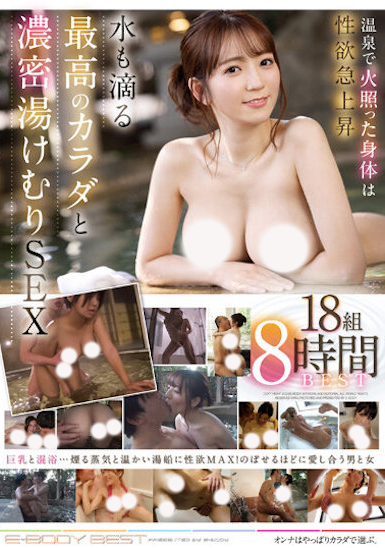 温泉で火照った身体は
性欲急上昇
水も滴る
最高のカラダと
濃密湯けむりSEX
18組
8時間
BEST
巨乳と混浴…煙る蒸気と温かい湯船に性欲MAX!のぼせるほどに愛し合う男と女
E-BODY BEST
オンナはやっぱりカラダで選ぶ。